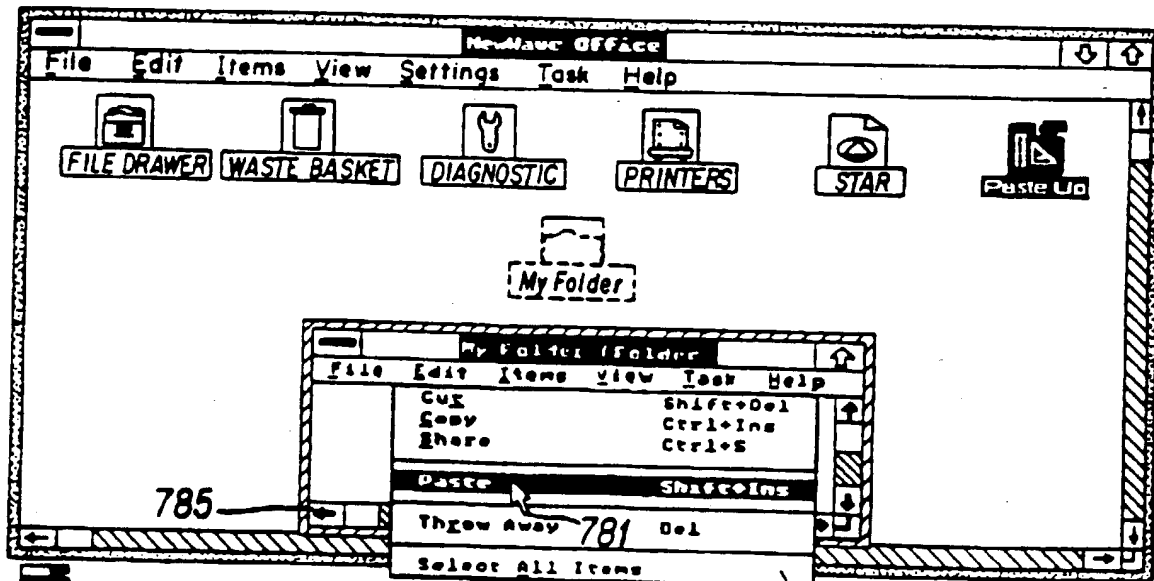 NewWave Office
File Edit Items View Settings Task Help
FILE DRAWER WASTE BASKET DIAGNOSTIC PRINTERS STAR Paste Up
My Folder
My Folder (Folder
File Edit Items View Task Help
Cut Shift+Del
Copy Ctrl+Ins
Share Ctrl+S
Paste Shift+Ins
785
Throw Away 781 Del
Select All Items